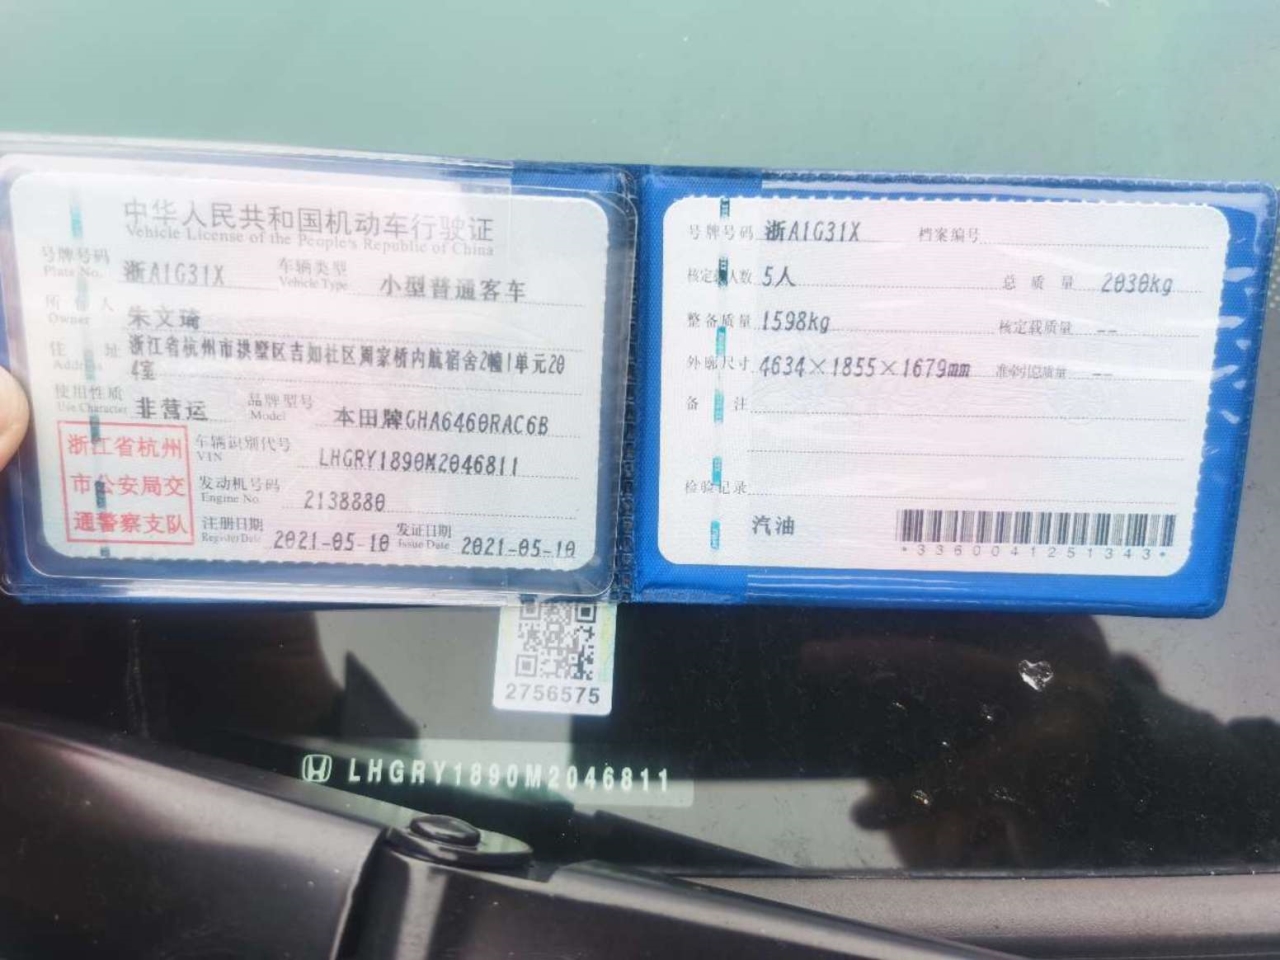 中华人民共和国机动车行驶证
Vehicle License of the People's Republic of China
号牌号码 浙A1G31X 车辆类型 小型普通客车
Plate No. Vehicle Type
所有人 朱文琦
Owner
住址 浙江省杭州市拱墅区吉如社区周家桥内航宿舍2幢1单元20
Address 4室
使用性质 非营运 品牌型号 本田牌GHA6460RAC6B
Use Character Model
浙江省杭州
市公安局交
通警察支队
车辆识别代号 LHGRY1890M2046811
VIN
发动机号码 2138880
Engine No.
注册日期 2021-05-10 发证日期 2021-05-10
Register Date Issue Date
号牌号码 浙A1G31X 档案编号
核定载人数 5人 总质量 2030kg
整备质量 1598kg 核定载质量 --
外廓尺寸 4634×1855×1679mm 准牵引总质量 --
备注
检验记录
汽油
*3360041251343*
2756575
LHGRY1890M2046811